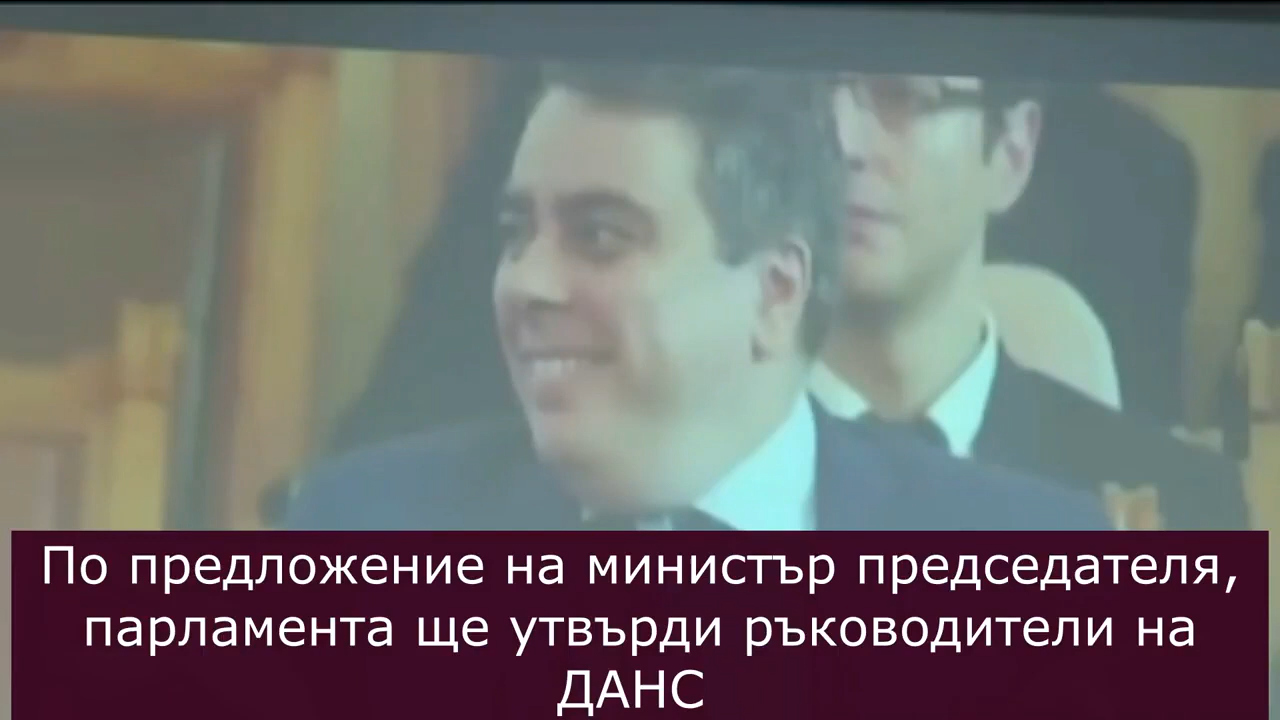 По предложение на министър председателя,
парламента ще утвърди ръководители на
ДАНС